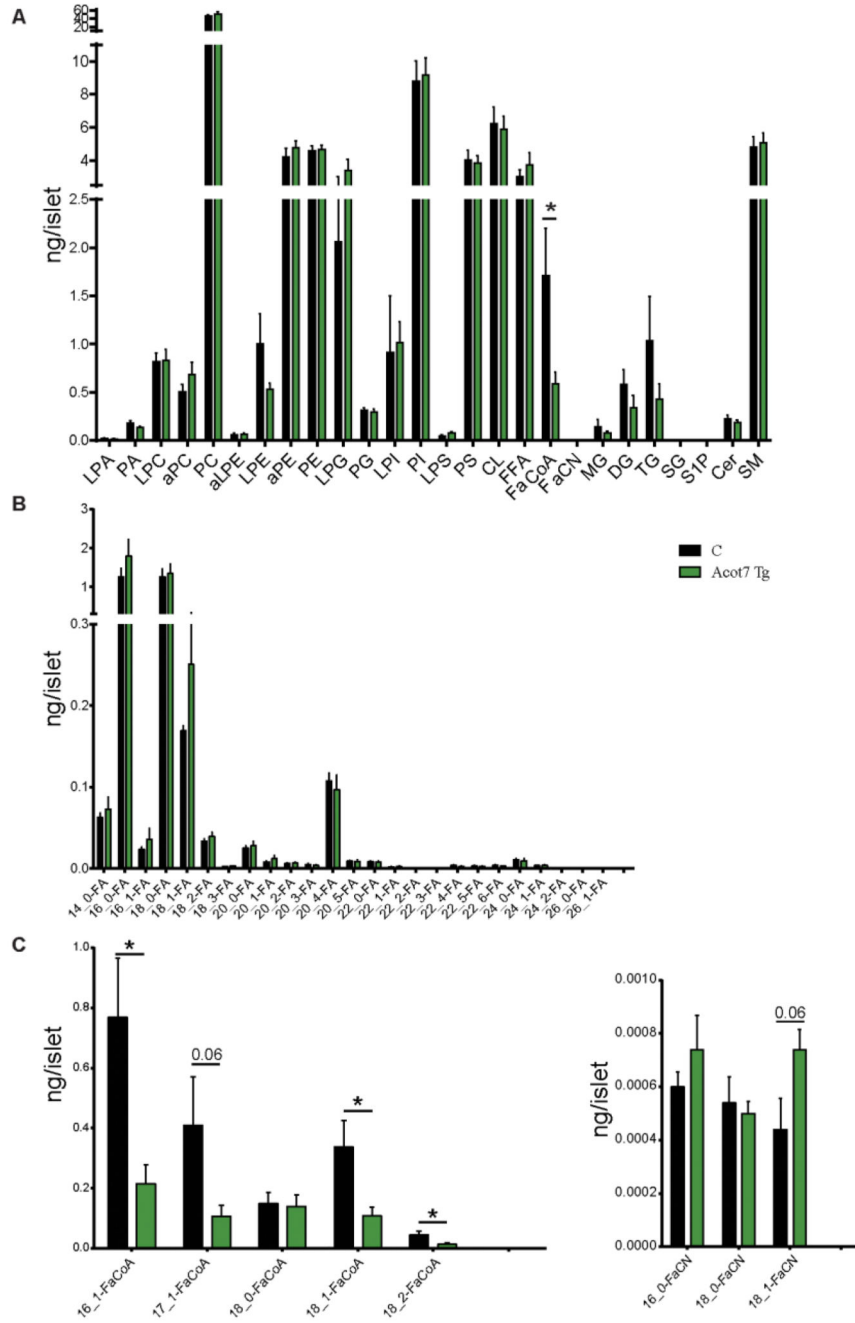 A
60
40
20
10
8
6
4
2.5
2.0
1.5
1.0
0.5
0.0
ng/islet
*
LPA PA LPC aPC PC aLPE LPE aPE PE LPG PG LPI PI LPS PS CL FFA FaCoA FaCN MG DG TG SG S1P Cer SM
B
3
2
1
0.3
0.2
0.1
0.0
ng/islet
C
Acot7 Tg
14_0-FA 16_0-FA 16_1-FA 18_0-FA 18_1-FA 18_2-FA 18_3-FA 20_0-FA 20_1-FA 20_2-FA 20_3-FA 20_4-FA 20_5-FA 22_0-FA 22_1-FA 22_2-FA 22_3-FA 22_4-FA 22_5-FA 22_6-FA 24_0-FA 24_1-FA 24_2-FA 26_0-FA 26_1-FA
C
1.0
0.8
0.6
0.4
0.2
0.0
ng/islet
*
0.06
*
*
16_1-FaCoA 17_1-FaCoA 18_0-FaCoA 18_1-FaCoA 18_2-FaCoA
0.0010
0.0008
0.0006
0.0004
0.0002
0.0000
ng/islet
0.06
16_0-FaCN 18_0-FaCN 18_1-FaCN